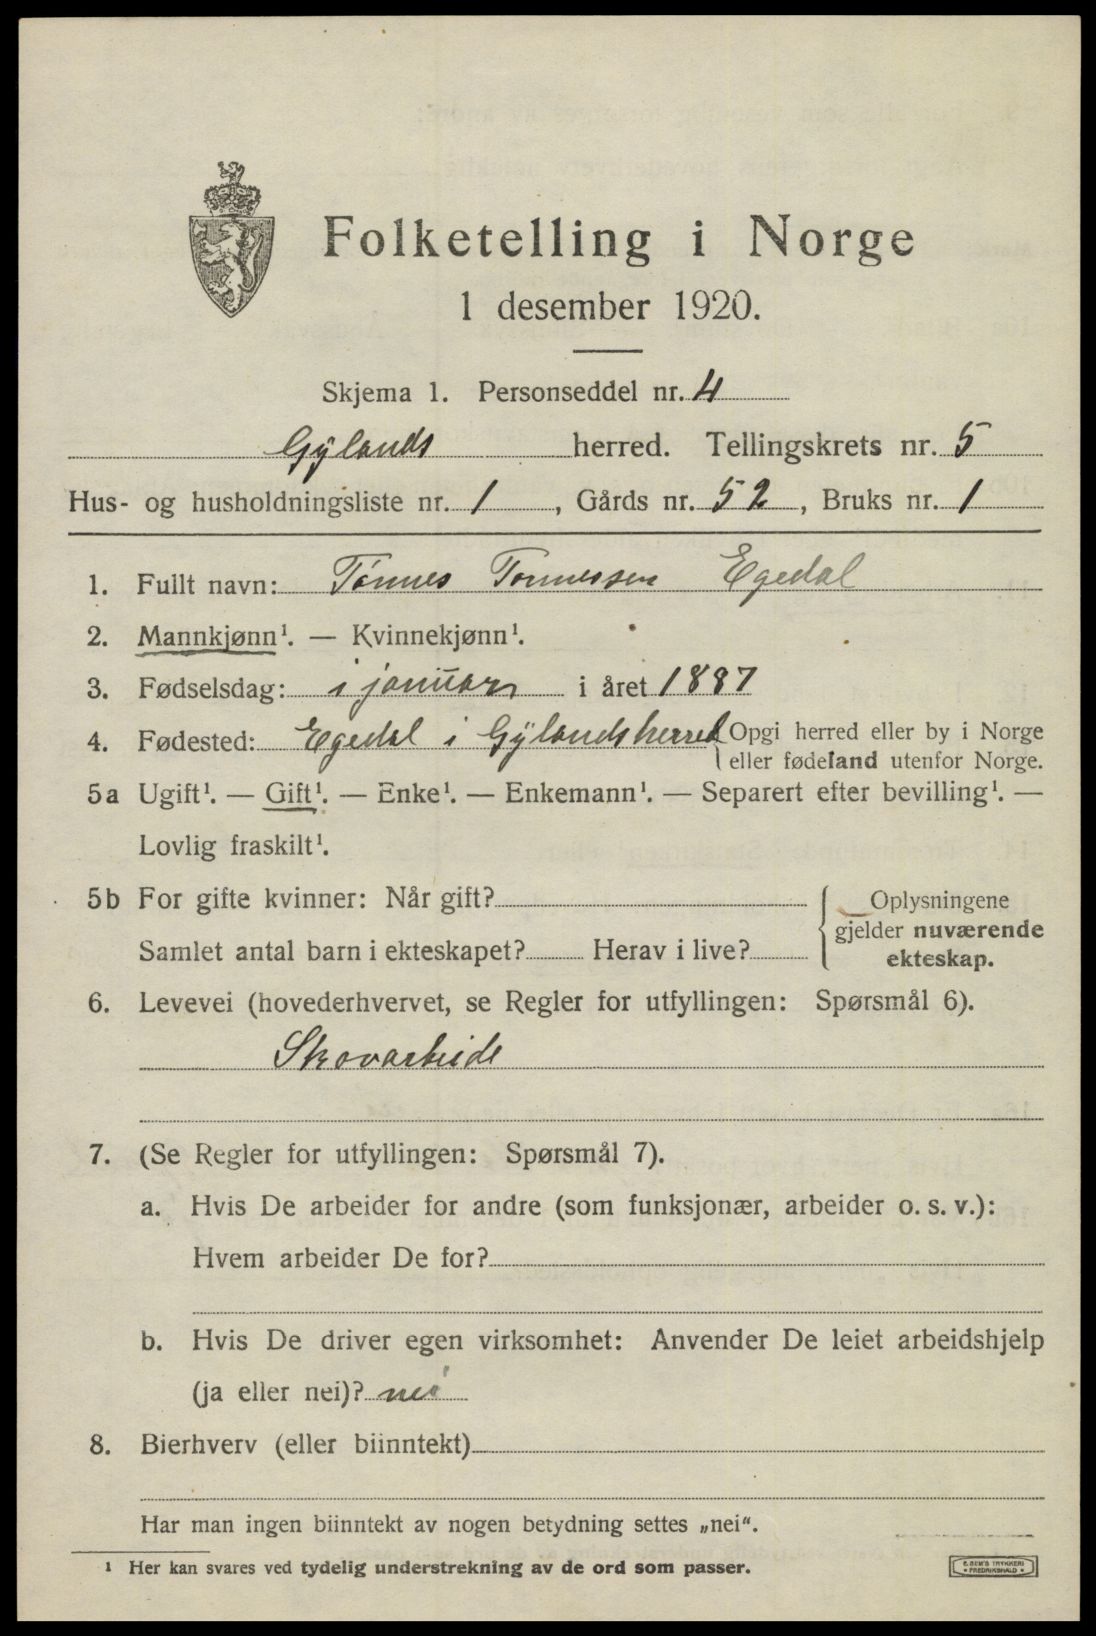 Folketelling i Norge
1 desember 1920.
Skjema 1. Personseddel nr. 4
Gylands herred. Tellingskrets nr. 5
Hus- og husholdningsliste nr. 1, Gårds nr. 52, Bruks nr. 1
1. Fullt navn: Tønnes Tønnessen Egedal
2. Mannkjønn¹. — Kvinnekjønn¹.
3. Fødselsdag: i januar i året 1887
4. Fødested: Egedal i Gylandsherred { Opgi herred eller by i Norge
eller fødeland utenfor Norge.
5a Ugift¹. — Gift¹. — Enke¹. — Enkemann¹. — Separert efter bevilling¹. —
Lovlig fraskilt¹.
5b For gifte kvinner: Når gift?
Samlet antal barn i ekteskapet? Herav i live?
{ Oplysningene
gjelder nuværende
ekteskap.
6. Levevei (hovederhvervet, se Regler for utfyllingen: Spørsmål 6).
Skovarbeide
7. (Se Regler for utfyllingen: Spørsmål 7).
a. Hvis De arbeider for andre (som funksjonær, arbeider o. s. v.):
Hvem arbeider De for?
b. Hvis De driver egen virksomhet: Anvender De leiet arbeidshjelp
(ja eller nei)? nei
8. Bierhverv (eller biinntekt)
Har man ingen biinntekt av nogen betydning settes „nei“.
¹ Her kan svares ved tydelig understrekning av de ord som passer.
E. SEM'S TRYKKERI
• FREDRIKSHALD •